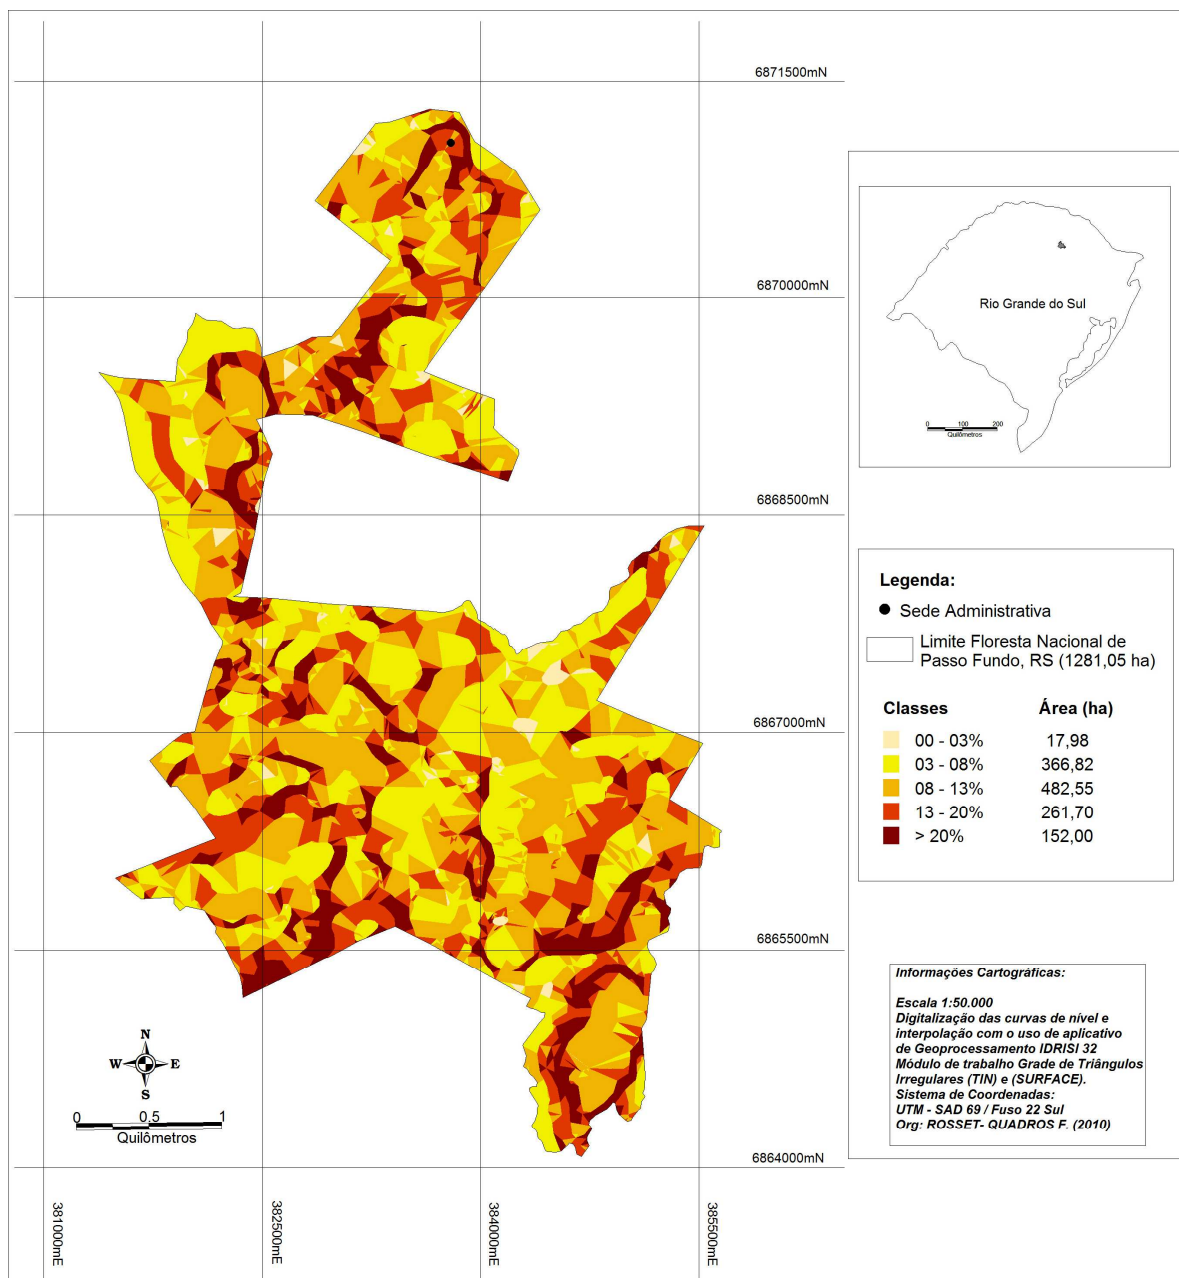 6871500mN
6870000mN
6868500mN
6867000mN
6865500mN
6864000mN
381000mE
382500mE
384000mE
385500mE
N
W E
S
0 0.5 1
Quilômetros
Rio Grande do Sul
0 100 200
Quilômetros
Legenda:
Sede Administrativa
Limite Floresta Nacional de
Passo Fundo, RS (1281,05 ha)
Classes Área (ha)
00 - 03% 17,98
03 - 08% 366,82
08 - 13% 482,55
13 - 20% 261,70
> 20% 152,00
Informações Cartográficas:
Escala 1:50.000
Digitalização das curvas de nível e
interpolação com o uso de aplicativo
de Geoprocessamento IDRISI 32
Módulo de trabalho Grade de Triângulos
Irregulares (TIN) e (SURFACE).
Sistema de Coordenadas:
UTM - SAD 69 / Fuso 22 Sul
Org: ROSSET- QUADROS F. (2010)